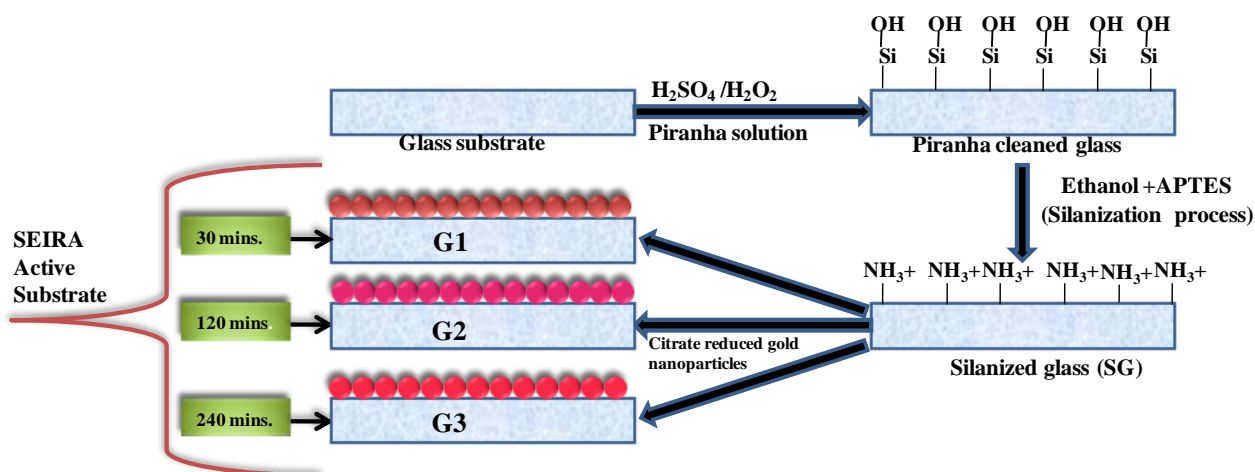 OH OH OH OH OH OH
Si Si Si Si Si Si
H₂SO₄ /H₂O₂
Piranha solution
Glass substrate
Piranha cleaned glass
Ethanol +APTES
(Silanization process)
SEIRA
Active
Substrate
30 mins.
G1
NH₃+ NH₃+ NH₃+ NH₃+ NH₃+ NH₃+
120 mins.
G2
Citrate reduced gold
nanoparticles
Silanized glass (SG)
240 mins.
G3